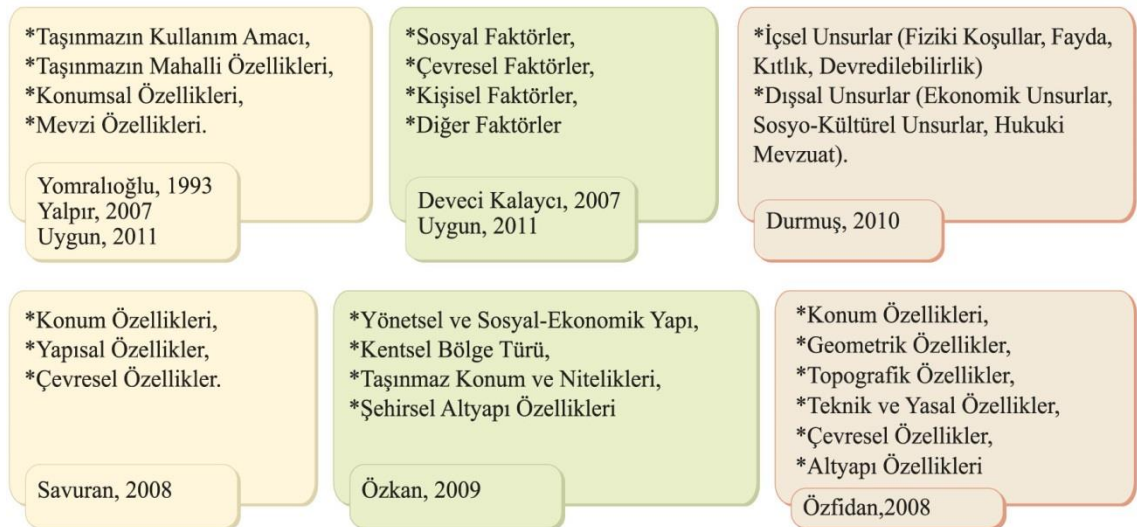 *Taşınmazın Kullanım Amacı,
*Taşınmazın Mahalli Özellikleri,
*Konumsal Özellikleri,
*Mevzi Özellikleri.
Yomralıoğlu, 1993
Yalpır, 2007
Uygun, 2011
*Sosyal Faktörler,
*Çevresel Faktörler,
*Kişisel Faktörler,
*Diğer Faktörler
Deveci Kalaycı, 2007
Uygun, 2011
*İçsel Unsurlar (Fiziki Koşullar, Fayda,
Kıtlık, Devredilebilirlik)
*Dışsal Unsurlar (Ekonomik Unsurlar,
Sosyo-Kültürel Unsurlar, Hukuki
Mevzuat).
Durmuş, 2010
*Konum Özellikleri,
*Yapısal Özellikler,
*Çevresel Özellikler.
Savuran, 2008
*Yönetsel ve Sosyal-Ekonomik Yapı,
*Kentsel Bölge Türü,
*Taşınmaz Konum ve Nitelikleri,
*Şehirsel Altyapı Özellikleri
Özkan, 2009
*Konum Özellikleri,
*Geometrik Özellikler,
*Topografik Özellikler,
*Teknik ve Yasal Özellikler,
*Çevresel Özellikler,
*Altyapı Özellikleri
Özfidan,2008